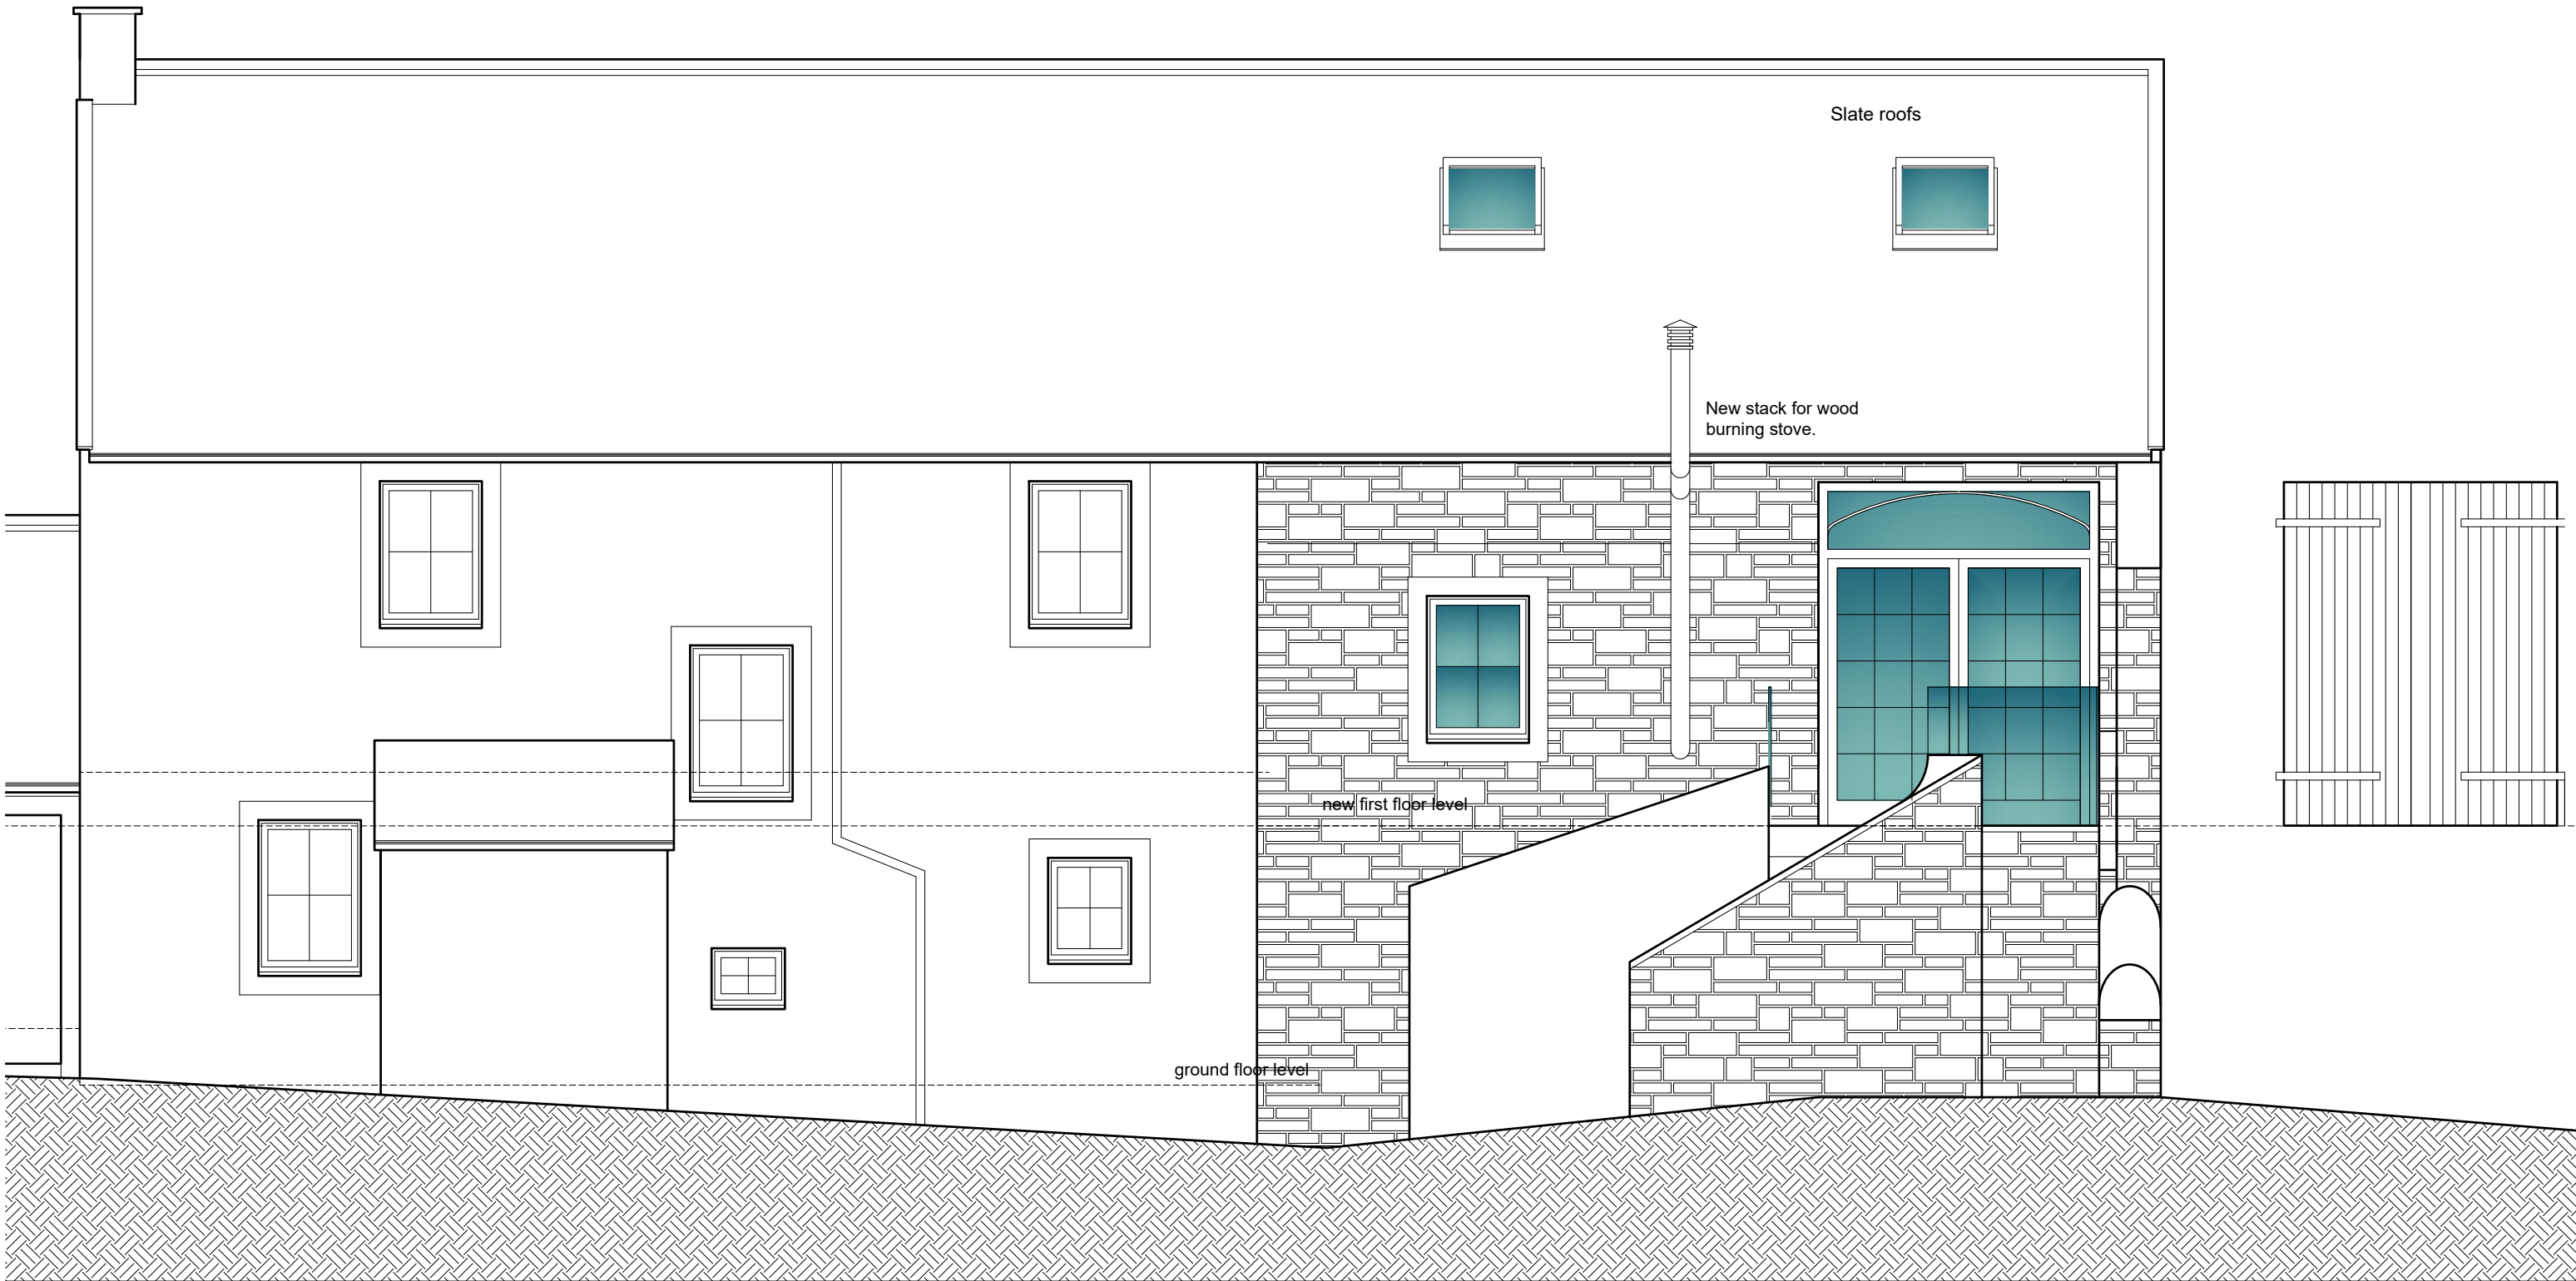 Slate roofs
New stack for wood
burning stove.
new first floor level
ground floor level